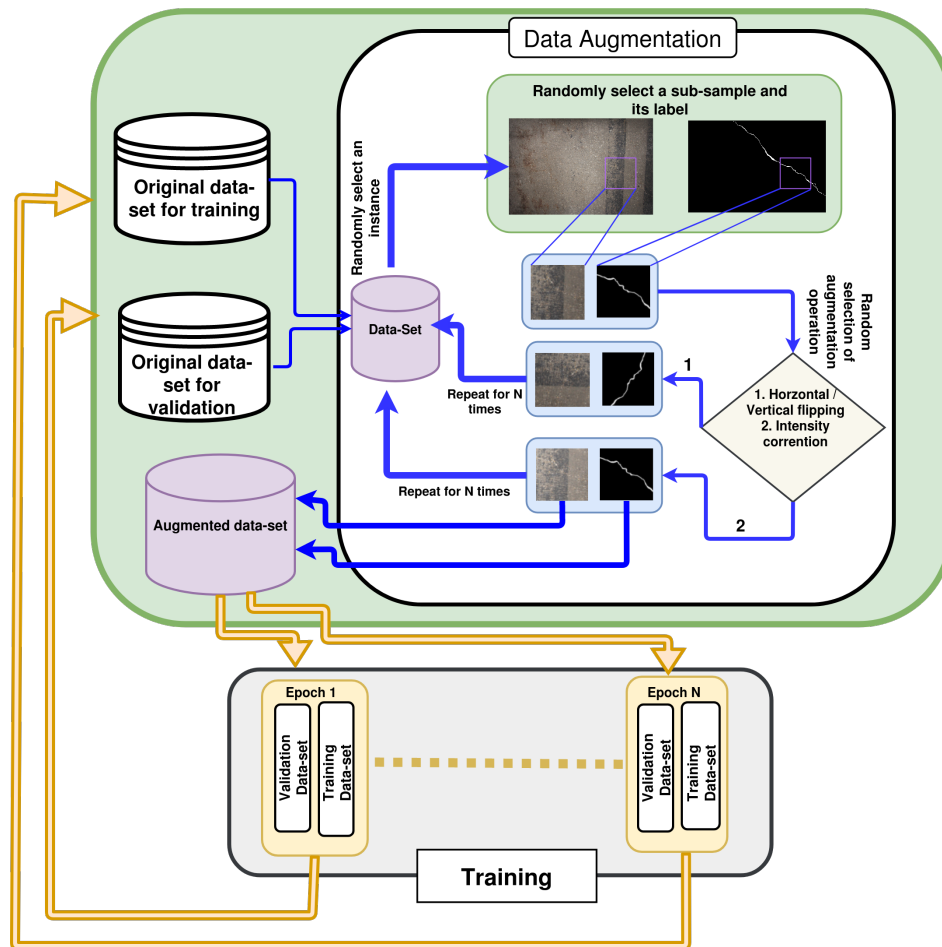 Data Augmentation
Randomly select a sub-sample and
its label
Randomly select an
instance
Original data-
set for training
Original data-
set for
validation
Data-Set
Random
selection of
augmentation
operation
1
Repeat for N
times
1. Horzontal /
Vertical flipping
2. Intensity
corrention
Repeat for N times
2
Augmented data-set
Epoch 1
Validation
Data-set
Training
Data-set
Epoch N
Validation
Data-set
Training
Data-set
Training